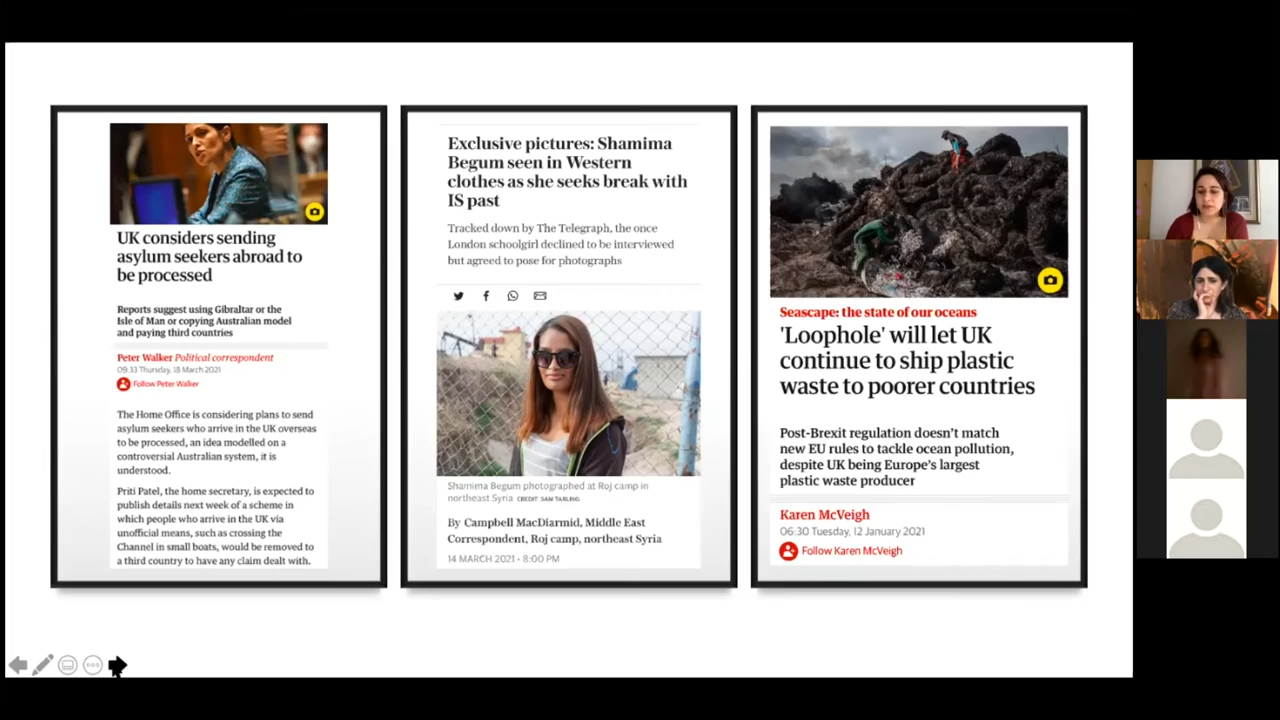 UK considers sending
asylum seekers abroad to
be processed
Reports suggest using Gibraltar or the
Isle of Man or copying Australian model
and paying third countries
Peter Walker Political correspondent
09.33 Thursday, 18 March 2021
Follow Peter Walker
The Home Office is considering plans to send
asylum seekers who arrive in the UK overseas
to be processed, an idea modelled on a
controversial Australian system, it is
understood.
Priti Patel, the home secretary, is expected to
publish details next week of a scheme in
which people who arrive in the UK via
unofficial means, such as crossing the
Channel in small boats, would be removed to
a third country to have any claim dealt with.
Exclusive pictures: Shamima
Begum seen in Western
clothes as she seeks break with
IS past
Tracked down by The Telegraph, the once
London schoolgirl declined to be interviewed
but agreed to pose for photographs
Shamima Begum photographed at Roj camp in
northeast Syria CREDIT: SAM TARLING
By Campbell MacDiarmid, Middle East
Correspondent, Roj camp, northeast Syria
14 MARCH 2021 • 8:00 PM
Seascape: the state of our oceans
'Loophole' will let UK
continue to ship plastic
waste to poorer countries
Post-Brexit regulation doesn't match
new EU rules to tackle ocean pollution,
despite UK being Europe's largest
plastic waste producer
Karen McVeigh
06:30 Tuesday, 12 January 2021
Follow Karen McVeigh